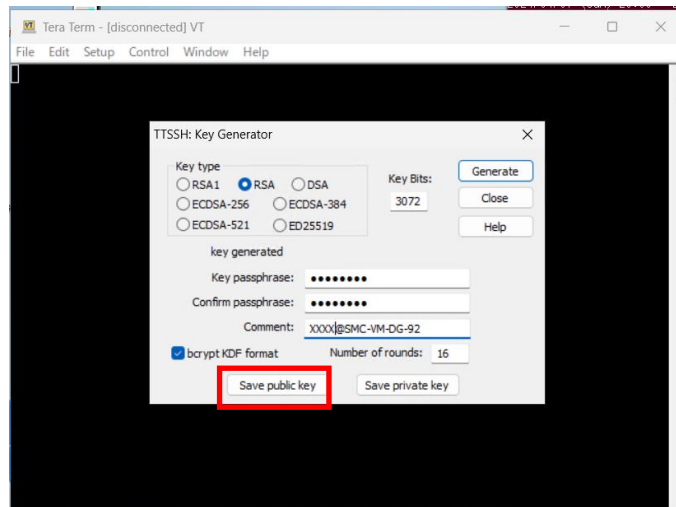 VT Tera Term - [disconnected] VT
File Edit Setup Control Window Help
TTSSH: Key Generator
Key type
RSA1 RSA DSA
Key Bits:
Generate
ECDSA-256 ECDSA-384
3072
Close
ECDSA-521 ED25519
Help
key generated
Key passphrase: ●●●●●●●●
Confirm passphrase: ●●●●●●●●
Comment: XXXX@SMC-VM-DG-92
bcrypt KDF format Number of rounds: 16
Save public key Save private key